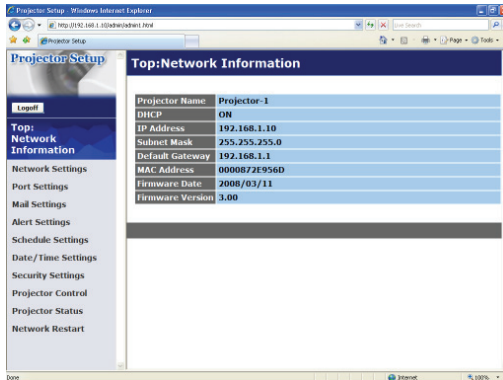 Projector Setup - Windows Internet Explorer
http://192.168.1.10/admin/admin1.html
Live Search
Projector Setup
Page
Tools
Projector Setup
Logoff
Top:
Network
Information
Network Settings
Port Settings
Mail Settings
Alert Settings
Schedule Settings
Date/Time Settings
Security Settings
Projector Control
Projector Status
Network Restart
Top:Network Information
Projector Name Projector-1
DHCP ON
IP Address 192.168.1.10
Subnet Mask 255.255.255.0
Default Gateway 192.168.1.1
MAC Address 0000872E956D
Firmware Date 2008/03/11
Firmware Version 3.00
Done
Internet
100%